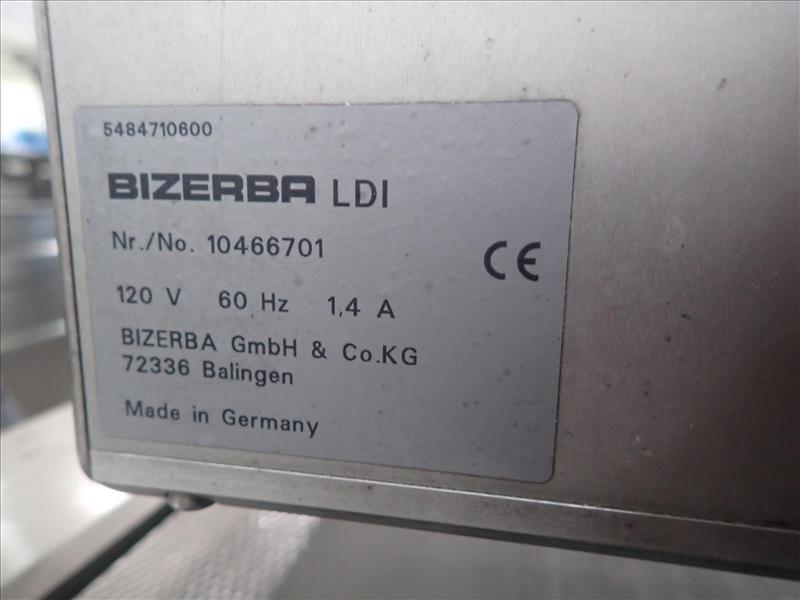 5484710600
BIZERBA LDI
Nr./No. 10466701
CE
120 V 60 Hz 1,4 A
BIZERBA GmbH & Co.KG
72336 Balingen
Made in Germany